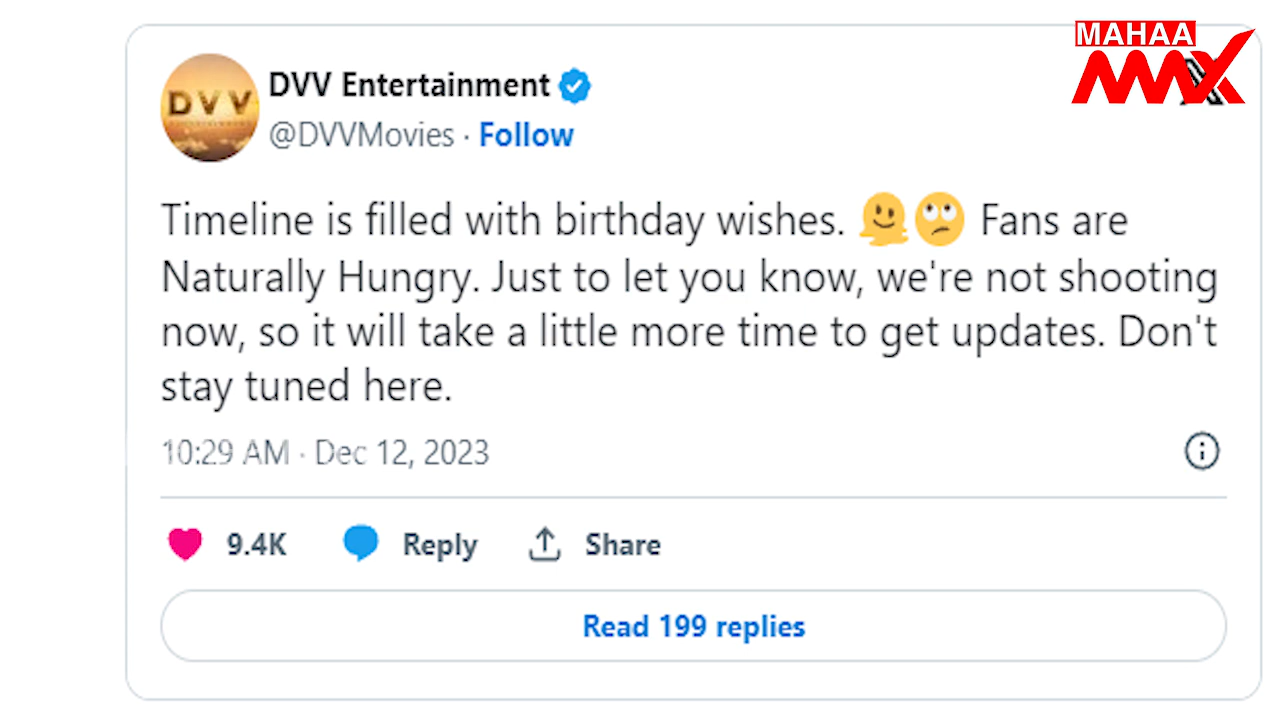 MAHAA
MAX
DVV
DVV Entertainment
@DVVMovies · Follow
Timeline is filled with birthday wishes. 🫠🙄 Fans are
Naturally Hungry. Just to let you know, we're not shooting
now, so it will take a little more time to get updates. Don't
stay tuned here.
10:29 AM · Dec 12, 2023
9.4K Reply Share
Read 199 replies